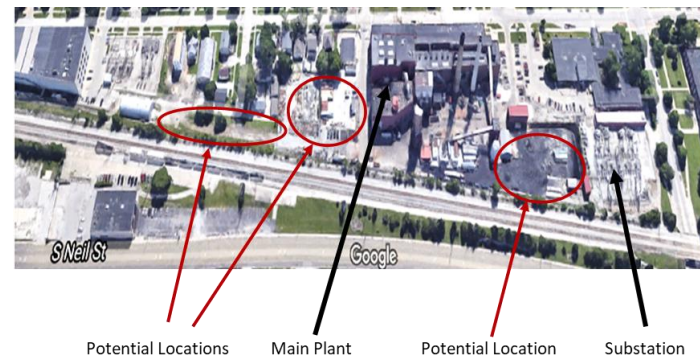 S Neil St
Google
Potential Locations
Main Plant
Potential Location
Substation